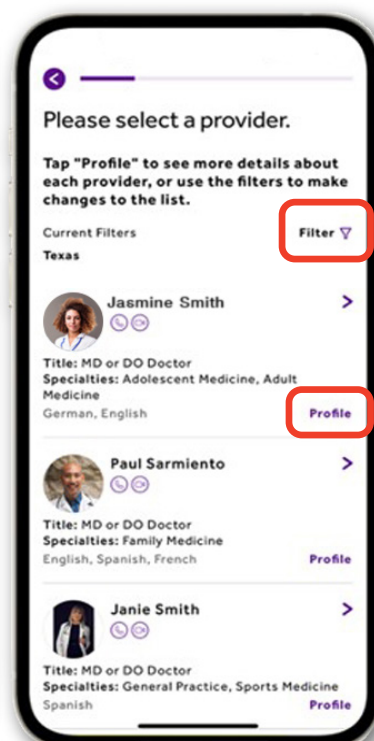 Please select a provider.
Tap "Profile" to see more details about
each provider, or use the filters to make
changes to the list.
Current Filters
Filter
Texas
Jasmine Smith
Title: MD or DO Doctor
Specialties: Adolescent Medicine, Adult
Medicine
German, English
Profile
Paul Sarmiento
Title: MD or DO Doctor
Specialties: Family Medicine
English, Spanish, French
Profile
Janie Smith
Title: MD or DO Doctor
Specialties: General Practice, Sports Medicine
Spanish
Profile